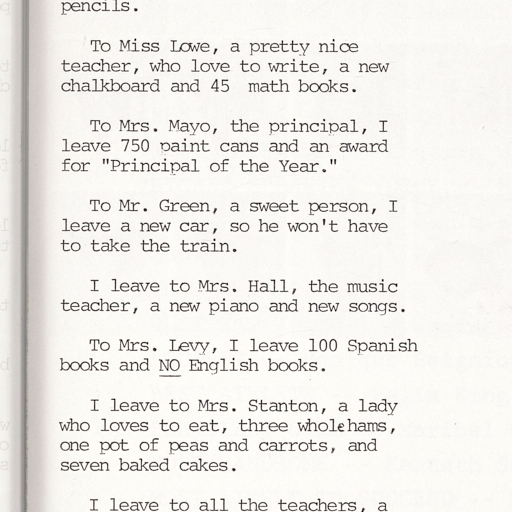 pencils.
To Miss Lowe, a pretty nice
teacher, who love to write, a new
chalkboard and 45 math books.
To Mrs. Mayo, the principal, I
leave 750 paint cans and an award
for "Principal of the Year."
To Mr. Green, a sweet person, I
leave a new car, so he won't have
to take the train.
I leave to Mrs. Hall, the music
teacher, a new piano and new songs.
To Mrs. Levy, I leave 100 Spanish
books and NO English books.
I leave to Mrs. Stanton, a lady
who loves to eat, three whole hams,
one pot of peas and carrots, and
seven baked cakes.
I leave to all the teachers, a